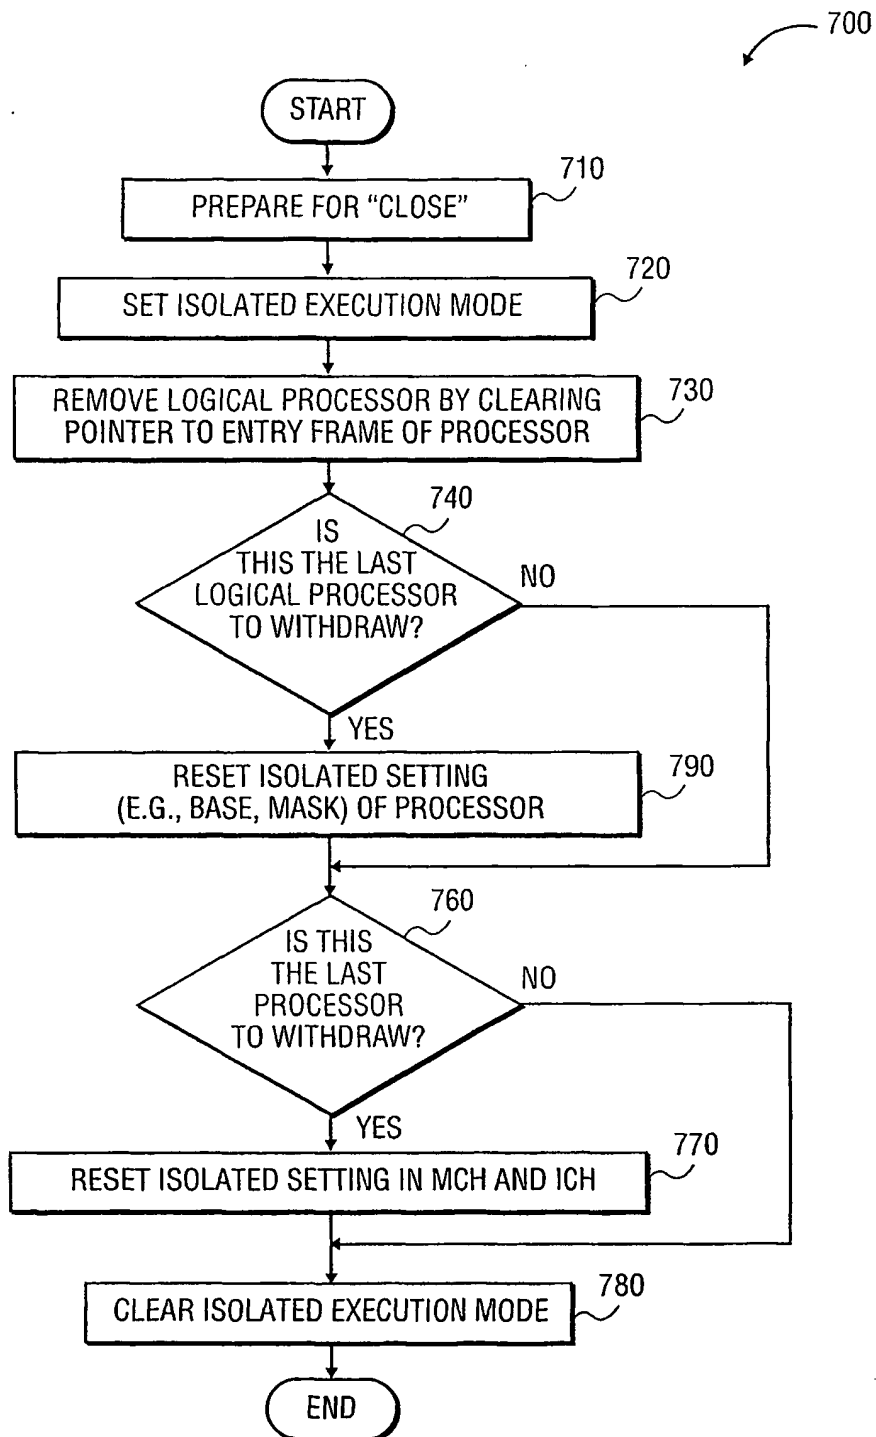 700
START
710
PREPARE FOR “CLOSE”
720
SET ISOLATED EXECUTION MODE
730
REMOVE LOGICAL PROCESSOR BY CLEARING
POINTER TO ENTRY FRAME OF PROCESSOR
740
IS
THIS THE LAST
LOGICAL PROCESSOR
TO WITHDRAW?
NO
YES
790
RESET ISOLATED SETTING
(E.G., BASE, MASK) OF PROCESSOR
760
IS THIS
THE LAST
PROCESSOR
TO WITHDRAW?
NO
YES
770
RESET ISOLATED SETTING IN MCH AND ICH
780
CLEAR ISOLATED EXECUTION MODE
END